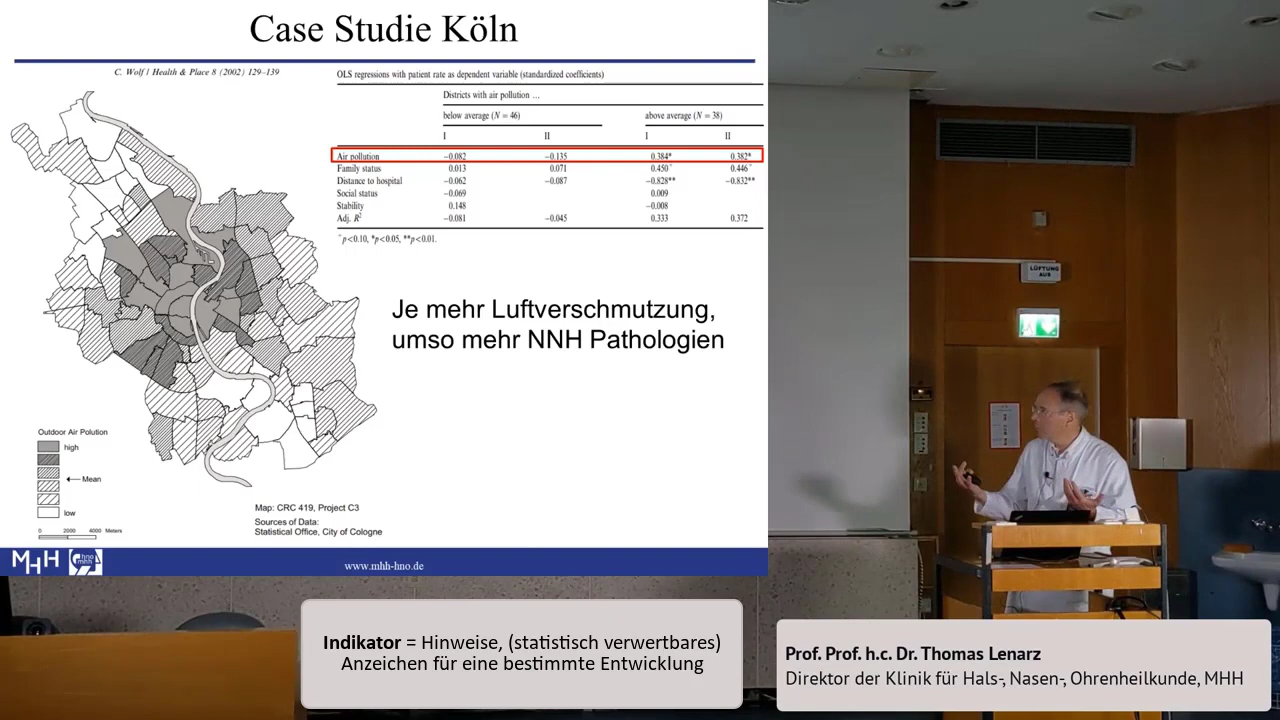 Case Studie Köln
C. Wolf / Health & Place 8 (2002) 129–139
OLS regressions with patient rate as dependent variable (standardized coefficients)
Districts with air pollution ...
below average (N = 46) above average (N = 38)
I II I II
Air pollution −0.082 −0.135 0.384* 0.382*
Family status 0.013 0.071 0.450+ 0.446+
Distance to hospital −0.062 −0.087 −0.828** −0.832**
Social status −0.069 0.009
Stability 0.148 −0.008
Adj. R² −0.081 −0.045 0.333 0.372
+p<0.10, *p<0.05, **p<0.01.
Je mehr Luftverschmutzung,
umso mehr NNH Pathologien
Outdoor Air Polution
high
Mean
low
0 2000 4000 Meters
Map: CRC 419, Project C3
Sources of Data:
Statistical Office, City of Cologne
MHH hno mhh
www.mhh-hno.de
LÜFTUNG
AUS
Indikator = Hinweise, (statistisch verwertbares)
Anzeichen für eine bestimmte Entwicklung
Prof. Prof. h.c. Dr. Thomas Lenarz
Direktor der Klinik für Hals-, Nasen-, Ohrenheilkunde, MHH